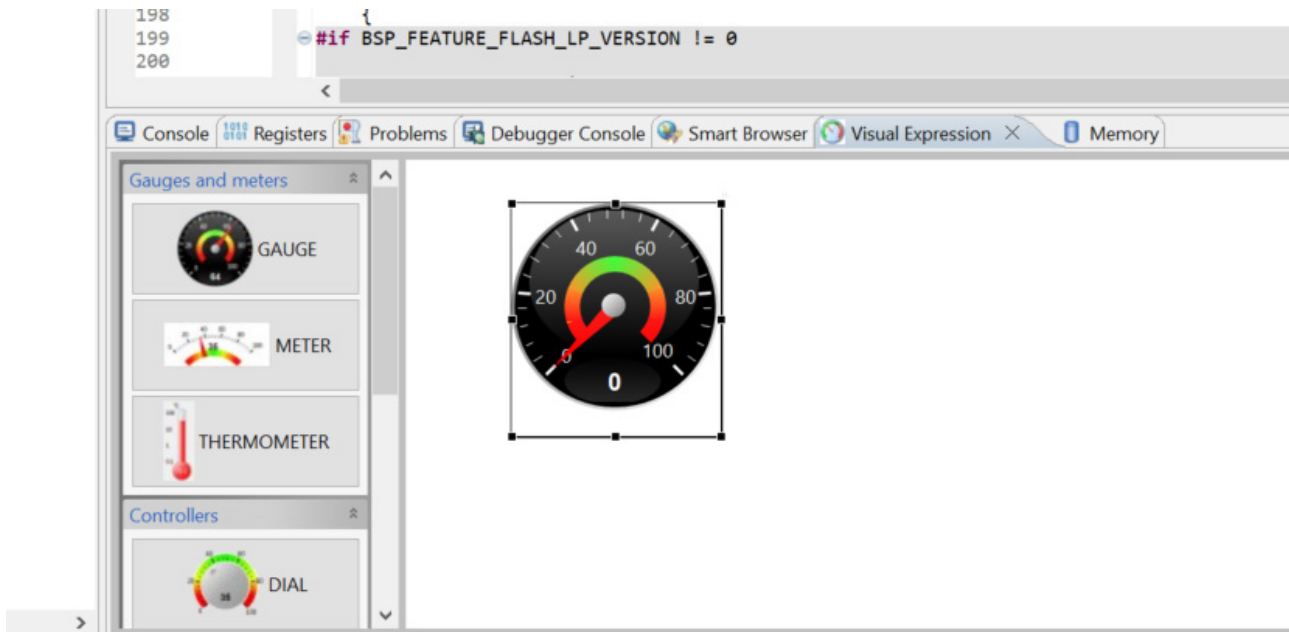 198 {
199 #if BSP_FEATURE_FLASH_LP_VERSION != 0
200
Console Registers Problems Debugger Console Smart Browser Visual Expression Memory
Gauges and meters
GAUGE
METER
THERMOMETER
Controllers
DIAL
40 60
20 80
0 100
0